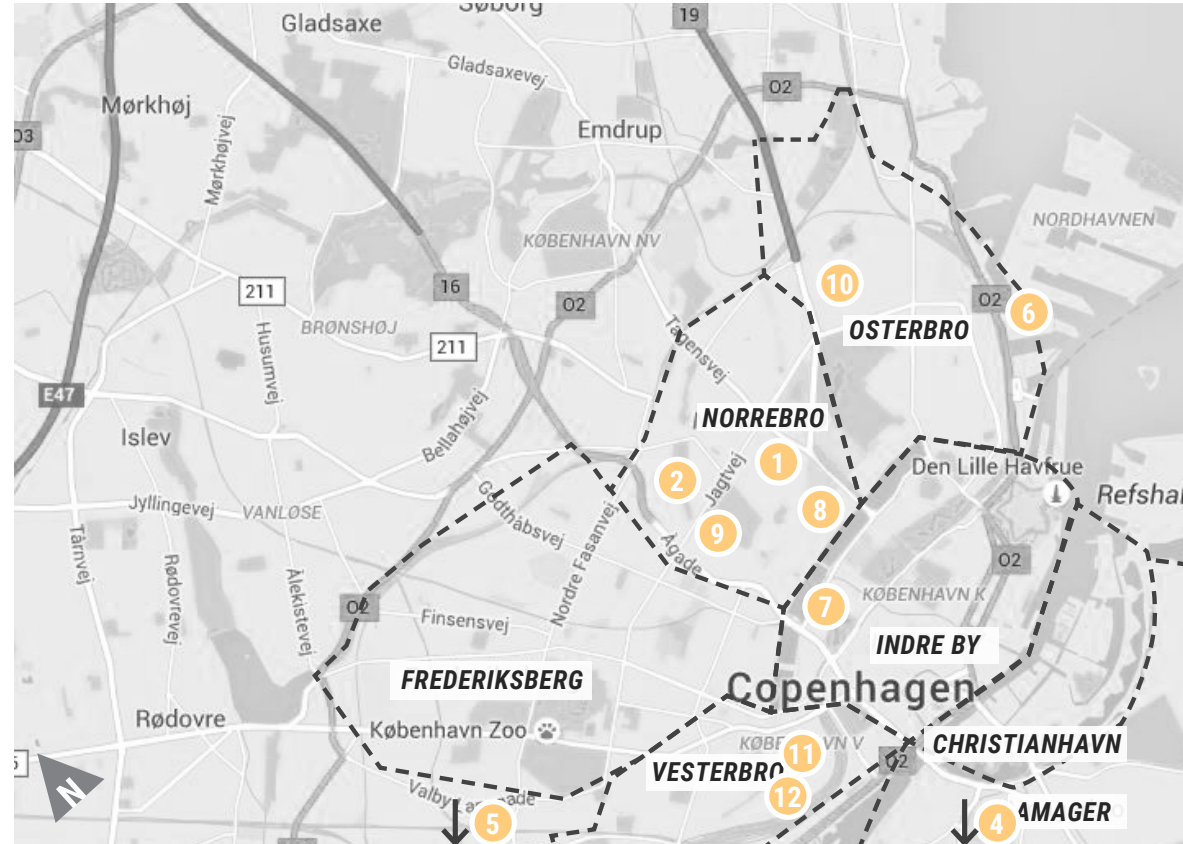 Søborg
19
Gladsaxe
Gladsaxevej
O2
Mørkhøj
O3
Emdrup
Mørkhøjvej
NORDHAVNEN
KØBENHAVN NV
10
16
211
O2
O2
6
BRØNSHØJ
Husumvej
OSTERBRO
Tagensvej
211
E47
Bellahøjvej
NORREBRO
Islev
1
Den Lille Havfrue
2
Jagtvej
Godthåbsvej
Jyllingevej
VANLØSE
8
Nordre Fasanvej
9
Ågade
Tårnvej
Rødovrevej
Ålekistevej
O2
O2
Finsensvej
7
KØBENHAVN K
INDRE BY
FREDERIKSBERG
Copenhagen
Rødovre
København Zoo
11
CHRISTIANHAVN
O2
VESTERBRO
12
N
5
4
AMAGER